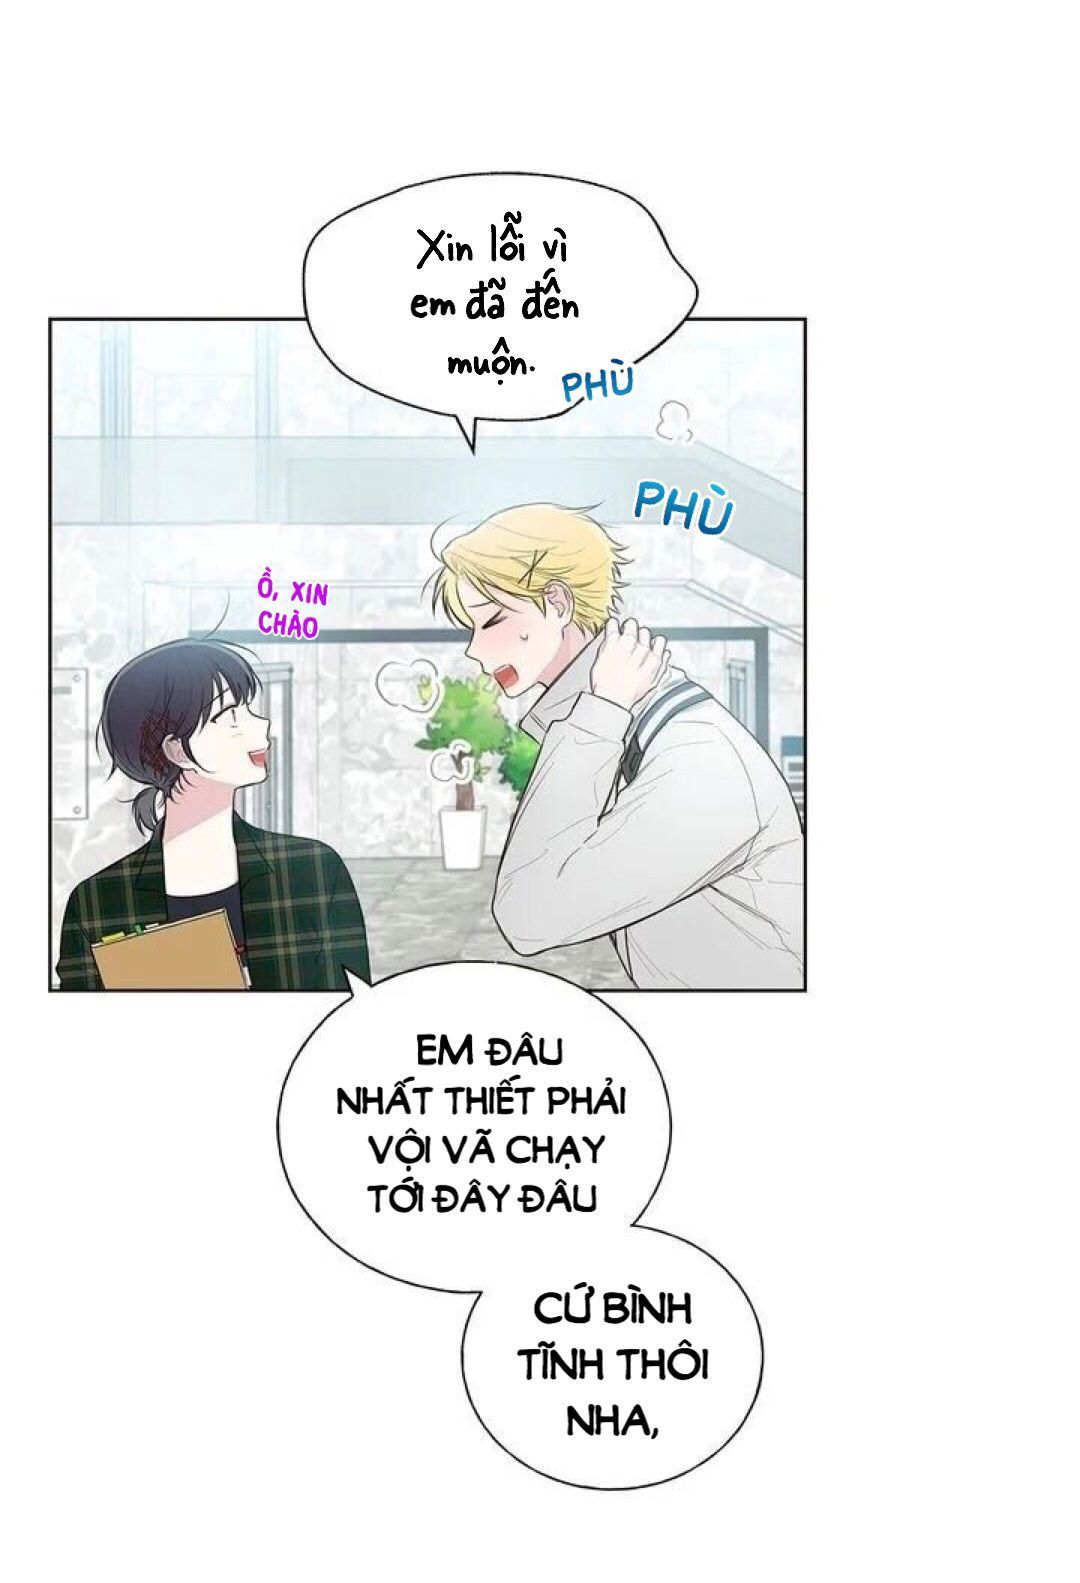 Xin lỗi vì
em đã đến
muộn.
PHÙ
PHÙ
Ồ, XIN
CHÀO
EM ĐÂU
NHẤT THIẾT PHẢI
VỘI VÃ CHẠY
TỚI ĐÂY ĐÂU
CỨ BÌNH
TĨNH THÔI
NHA,